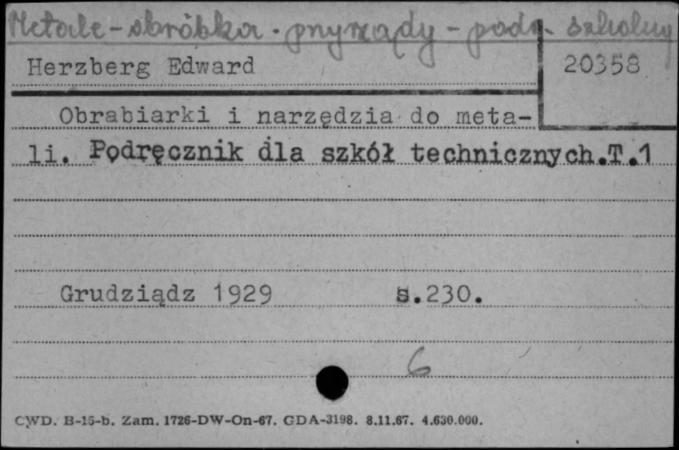 Metale - obróbka - przyrządy - podr. szkolny
Herzberg Edward
20358
Obrabiarki i narzędzia do meta-
li. Podręcznik dla szkół technicznych.T.1
Grudziądz 1929 s.230.
6
CWD. B-15-b. Zam. 1726-DW-On-67. GDA-3198. 8.11.67. 4.630.000.